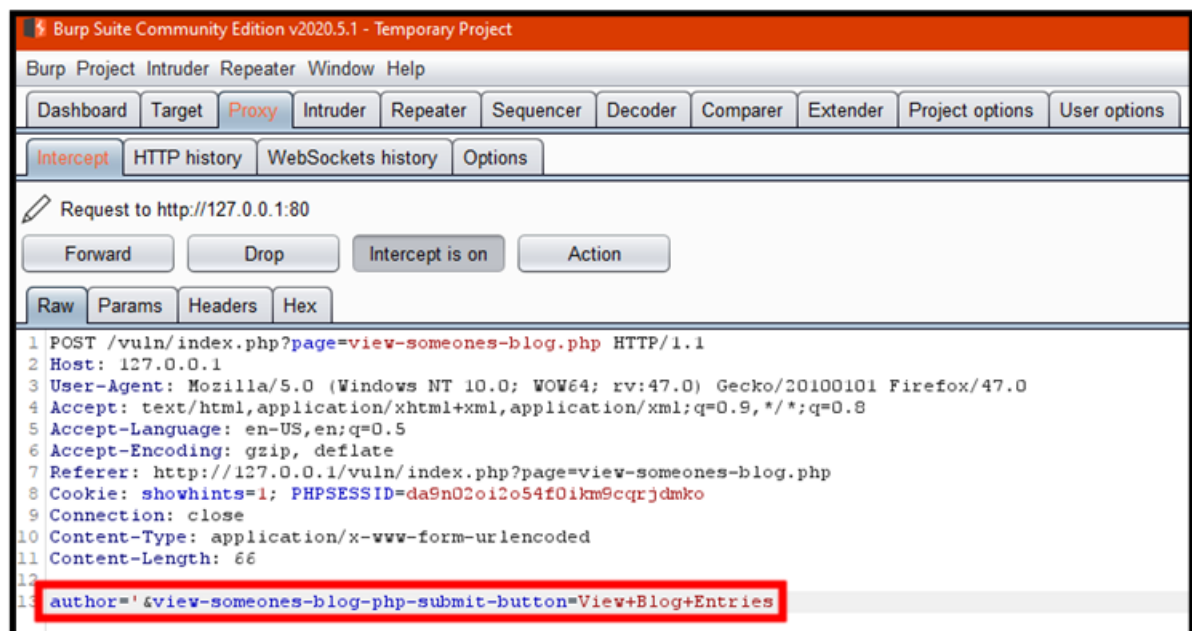 Burp Suite Community Edition v2020.5.1 - Temporary Project
Burp Project Intruder Repeater Window Help
Dashboard Target Proxy Intruder Repeater Sequencer Decoder Comparer Extender Project options User options
Intercept HTTP history WebSockets history Options
Request to http://127.0.0.1:80
Forward Drop Intercept is on Action
Raw Params Headers Hex
1 POST /vuln/index.php?page=view-someones-blog.php HTTP/1.1
2 Host: 127.0.0.1
3 User-Agent: Mozilla/5.0 (Windows NT 10.0; WOW64; rv:47.0) Gecko/20100101 Firefox/47.0
4 Accept: text/html,application/xhtml+xml,application/xml;q=0.9,*/*;q=0.8
5 Accept-Language: en-US,en;q=0.5
6 Accept-Encoding: gzip, deflate
7 Referer: http://127.0.0.1/vuln/index.php?page=view-someones-blog.php
8 Cookie: showhints=1; PHPSESSID=da9n02oi2o54f0ikm9cqrjdmko
9 Connection: close
10 Content-Type: application/x-www-form-urlencoded
11 Content-Length: 66
12
13 author='&view-someones-blog-php-submit-button=View+Blog+Entries